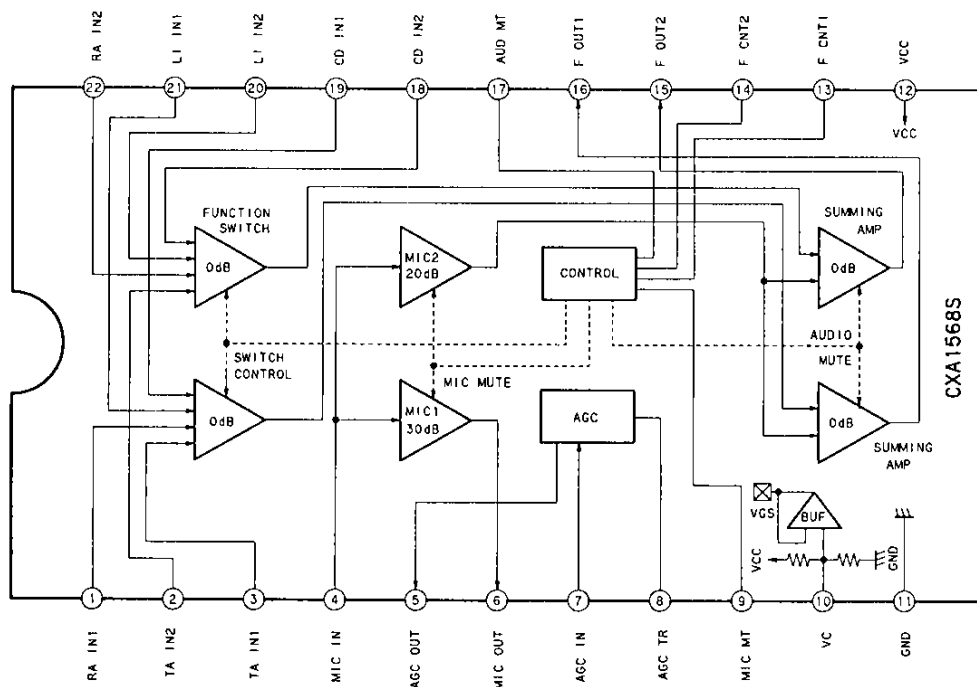 RA IN2
LI IN1
LI IN2
CD IN1
CD IN2
AUD MT
F OUT1
F OUT2
F CNT2
F CNT1
VCC
22
21
20
19
18
17
16
15
14
13
12
VCC
FUNCTION
SWITCH
0dB
MIC2
20dB
CONTROL
SUMMING
AMP
0dB
SWITCH
CONTROL
MIC MUTE
AUDIO
MUTE
0dB
MIC1
30dB
AGC
0dB
SUMMING
AMP
CXA1568S
VGS
BUF
VCC
GND
1
2
3
4
5
6
7
8
9
10
11
RA IN1
TA IN2
TA IN1
MIC IN
AGC OUT
MIC OUT
AGC IN
AGC TR
MIC MT
VC
GND